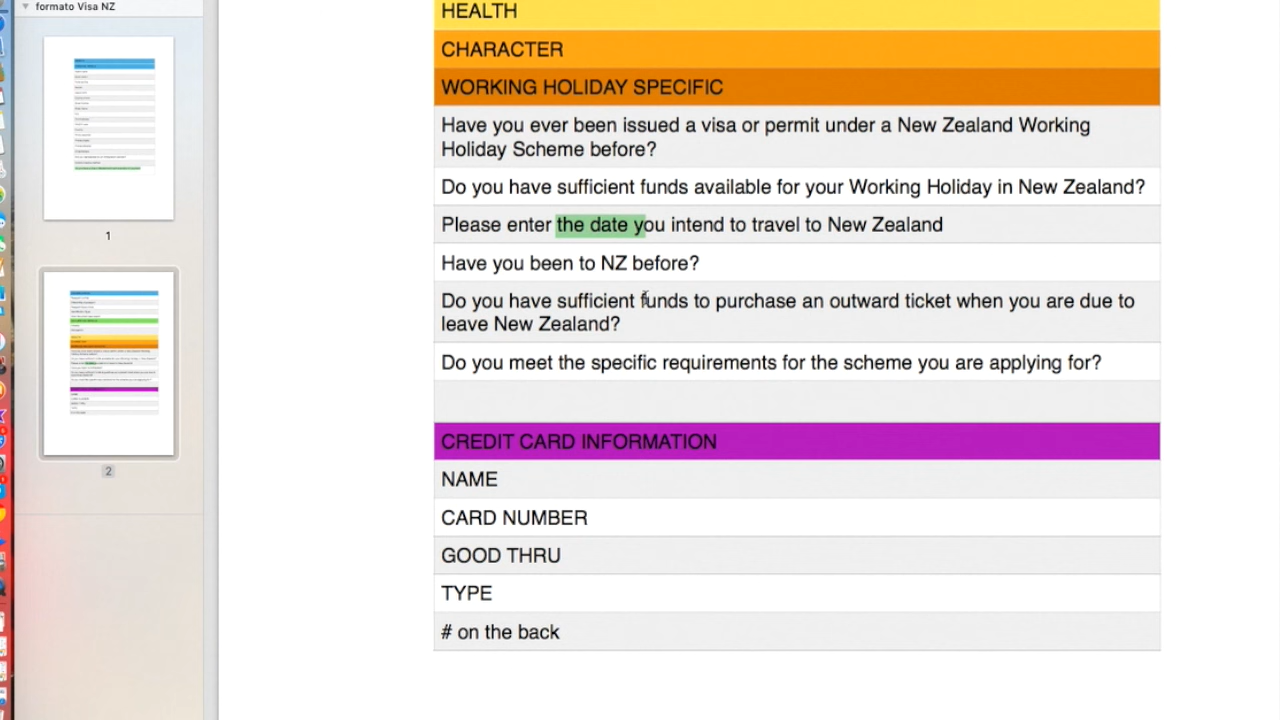 formato Visa NZ
1
2
HEALTH
CHARACTER
WORKING HOLIDAY SPECIFIC
Have you ever been issued a visa or permit under a New Zealand Working
Holiday Scheme before?
Do you have sufficient funds available for your Working Holiday in New Zealand?
Please enter the date you intend to travel to New Zealand
Have you been to NZ before?
Do you have sufficient funds to purchase an outward ticket when you are due to
leave New Zealand?
Do you meet the specific requirements for the scheme you are applying for?
CREDIT CARD INFORMATION
NAME
CARD NUMBER
GOOD THRU
TYPE
# on the back